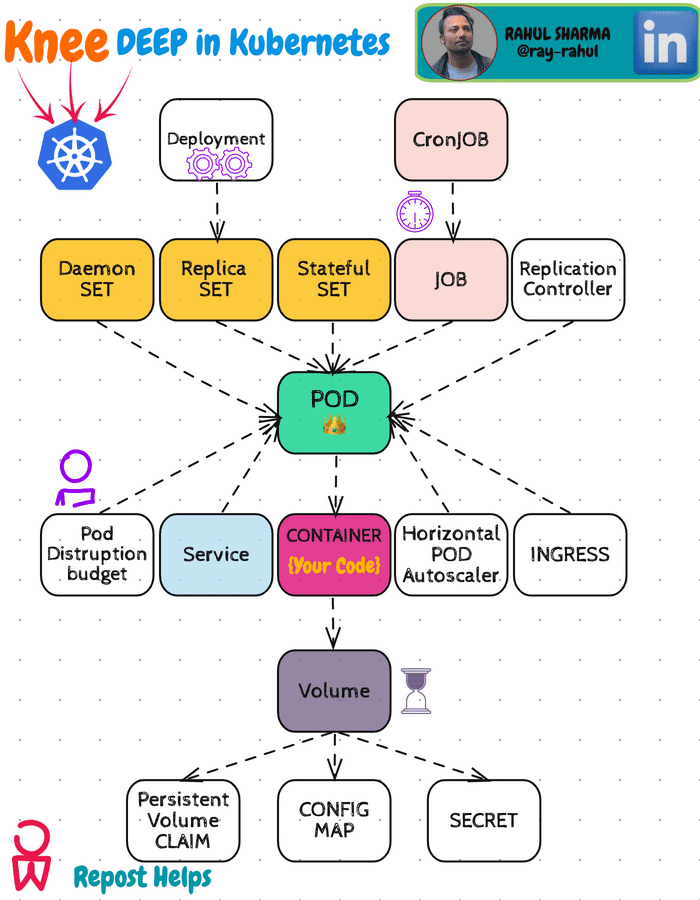 Knee DEEP in Kubernetes
RAHUL SHARMA
@ray-rahul
in
Deployment
CronJOB
Daemon
SET
Replica
SET
Stateful
SET
JOB
Replication
Controller
POD
Pod
Distruption
budget
Service
CONTAINER
{Your Code}
Horizontal
POD
Autoscaler
INGRESS
Volume
Persistent
Volume
CLAIM
CONFIG
MAP
SECRET
Repost Helps